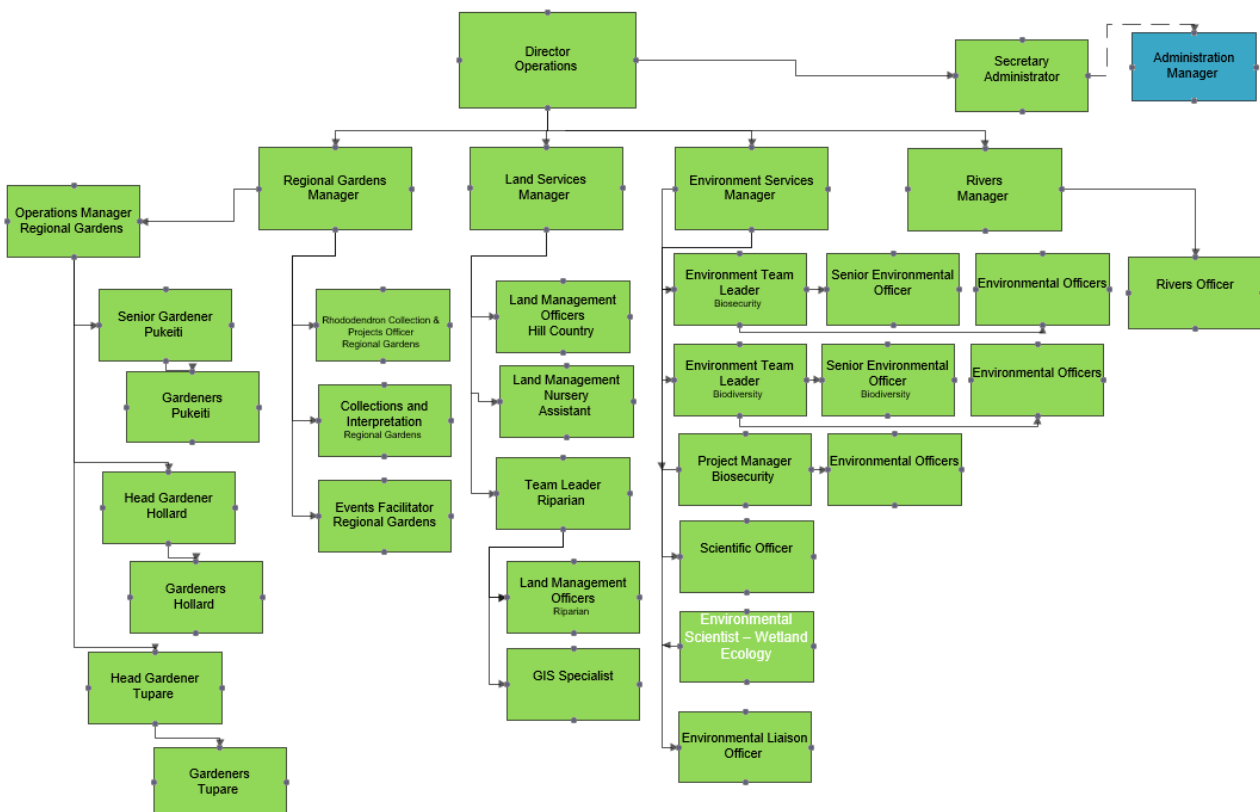 Director
Operations
Secretary
Administrator
Administration
Manager
Regional Gardens
Manager
Land Services
Manager
Environment Services
Manager
Rivers
Manager
Operations Manager
Regional Gardens
Environment Team
Leader
Biosecurity
Senior Environmental
Officer
Environmental Officers
Rivers Officer
Senior Gardener
Pukeiti
Rhododendron Collection &
Projects Officer
Regional Gardens
Land Management
Officers
Hill Country
Environment Team
Leader
Biodiversity
Senior Environmental
Officer
Biodiversity
Environmental Officers
Gardeners
Pukeiti
Collections and
Interpretation
Regional Gardens
Land Management
Nursery
Assistant
Project Manager
Biosecurity
Environmental Officers
Head Gardener
Hollard
Events Facilitator
Regional Gardens
Team Leader
Riparian
Scientific Officer
Gardeners
Hollard
Land Management
Officers
Riparian
Environmental
Scientist – Wetland
Ecology
Head Gardener
Tupare
GIS Specialist
Environmental Liaison
Officer
Gardeners
Tupare